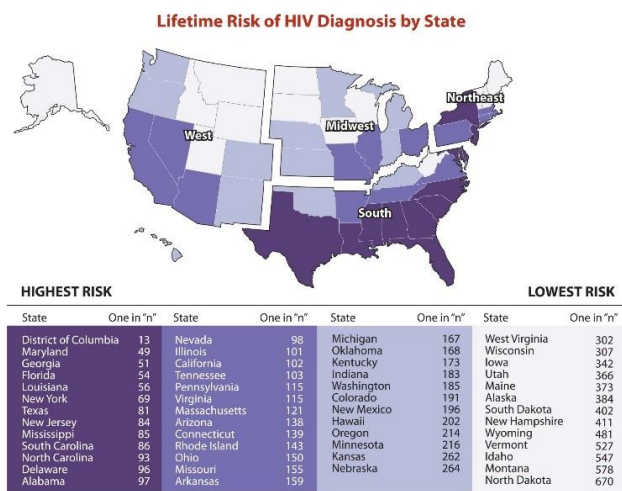 Lifetime Risk of HIV Diagnosis by State
Northeast
West
Midwest
South
HIGHEST RISK
LOWEST RISK
State One in "n" State One in "n" State One in "n" State One in "n"
District of Columbia 13 Nevada 98 Michigan 167 West Virginia 302
Maryland 49 Illinois 101 Oklahoma 168 Wisconsin 307
Georgia 51 California 102 Kentucky 173 Iowa 342
Florida 54 Tennessee 103 Indiana 183 Utah 366
Louisiana 56 Pennsylvania 115 Washington 185 Maine 373
New York 69 Virginia 115 Colorado 191 Alaska 384
Texas 81 Massachusetts 121 New Mexico 196 South Dakota 402
New Jersey 84 Arizona 138 Hawaii 202 New Hampshire 411
Mississippi 85 Connecticut 139 Oregon 214 Wyoming 481
South Carolina 86 Rhode Island 143 Minnesota 216 Vermont 527
North Carolina 93 Ohio 150 Kansas 262 Idaho 547
Delaware 96 Missouri 155 Nebraska 264 Montana 578
Alabama 97 Arkansas 159 North Dakota 670